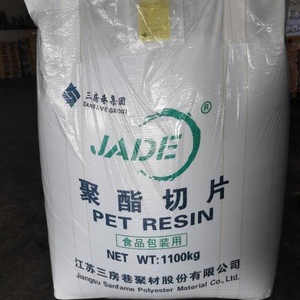 三房巷集团
SANFAME GROUP
JADE ®
聚酯切片
PET RESIN
食品包装用
NET WT:1100kg
江苏三房巷聚材股份有限公司
Jiangsu Sanfame Polyester Material Co.,Ltd.